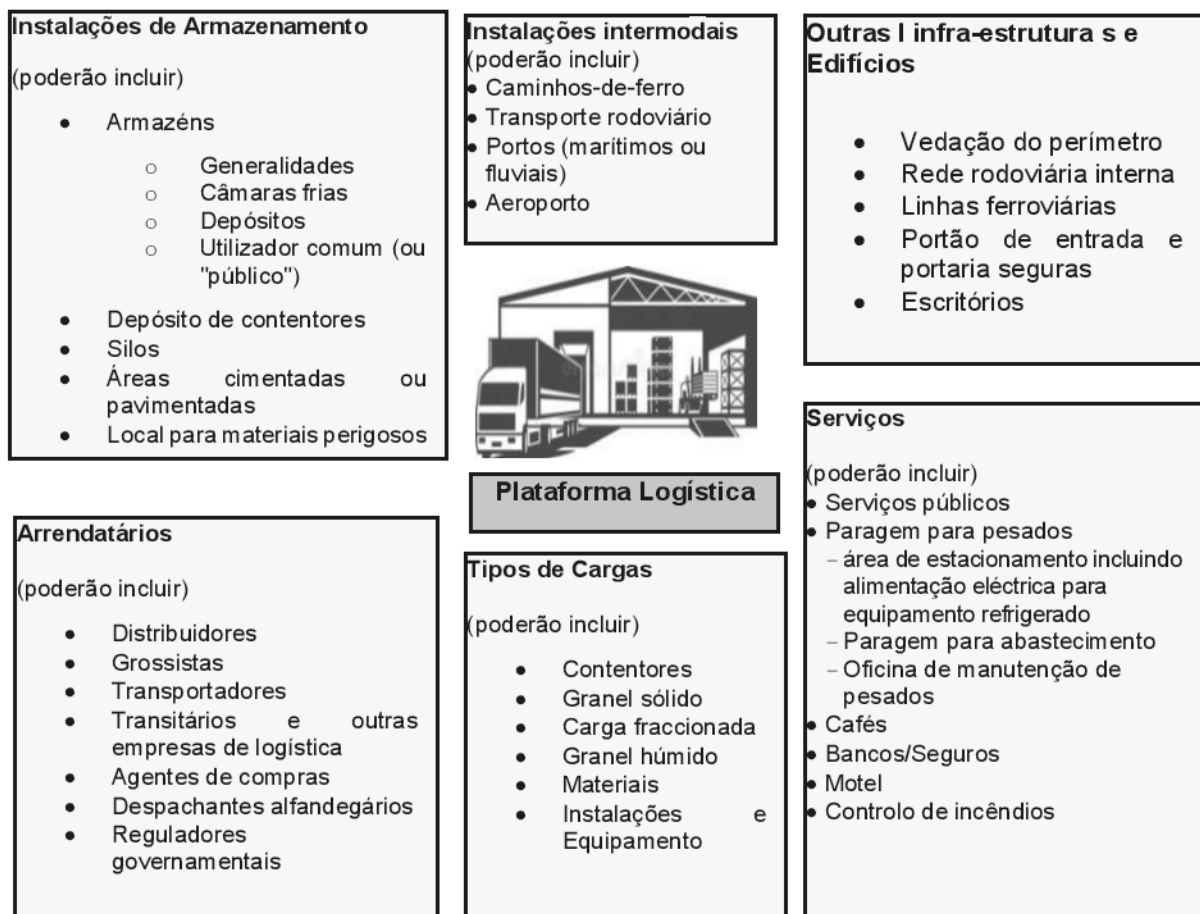 Instalações de Armazenamento
(poderão incluir)
● Armazéns
o Generalidades
o Câmaras frias
o Depósitos
o Utilizador comum (ou
"público")
● Depósito de contentores
● Silos
● Áreas cimentadas ou
pavimentadas
● Local para materiais perigosos
Instalações intermodais
(poderão incluir)
● Caminhos-de-ferro
● Transporte rodoviário
● Portos (marítimos ou
fluviais)
● Aeroporto
Outras I infra-estrutura s e
Edifícios
● Vedação do perímetro
● Rede rodoviária interna
● Linhas ferroviárias
● Portão de entrada e
portaria seguras
● Escritórios
Plataforma Logística
Arrendatários
(poderão incluir)
● Distribuidores
● Grossistas
● Transportadores
● Transitários e outras
empresas de logística
● Agentes de compras
● Despachantes alfandegários
● Reguladores
governamentais
Tipos de Cargas
(poderão incluir)
● Contentores
● Granel sólido
● Carga fraccionada
● Granel húmido
● Materiais
● Instalações e
Equipamento
Serviços
(poderão incluir)
● Serviços públicos
● Paragem para pesados
– área de estacionamento incluindo
alimentação eléctrica para
equipamento refrigerado
– Paragem para abastecimento
– Oficina de manutenção de
pesados
● Cafés
● Bancos/Seguros
● Motel
● Controlo de incêndios